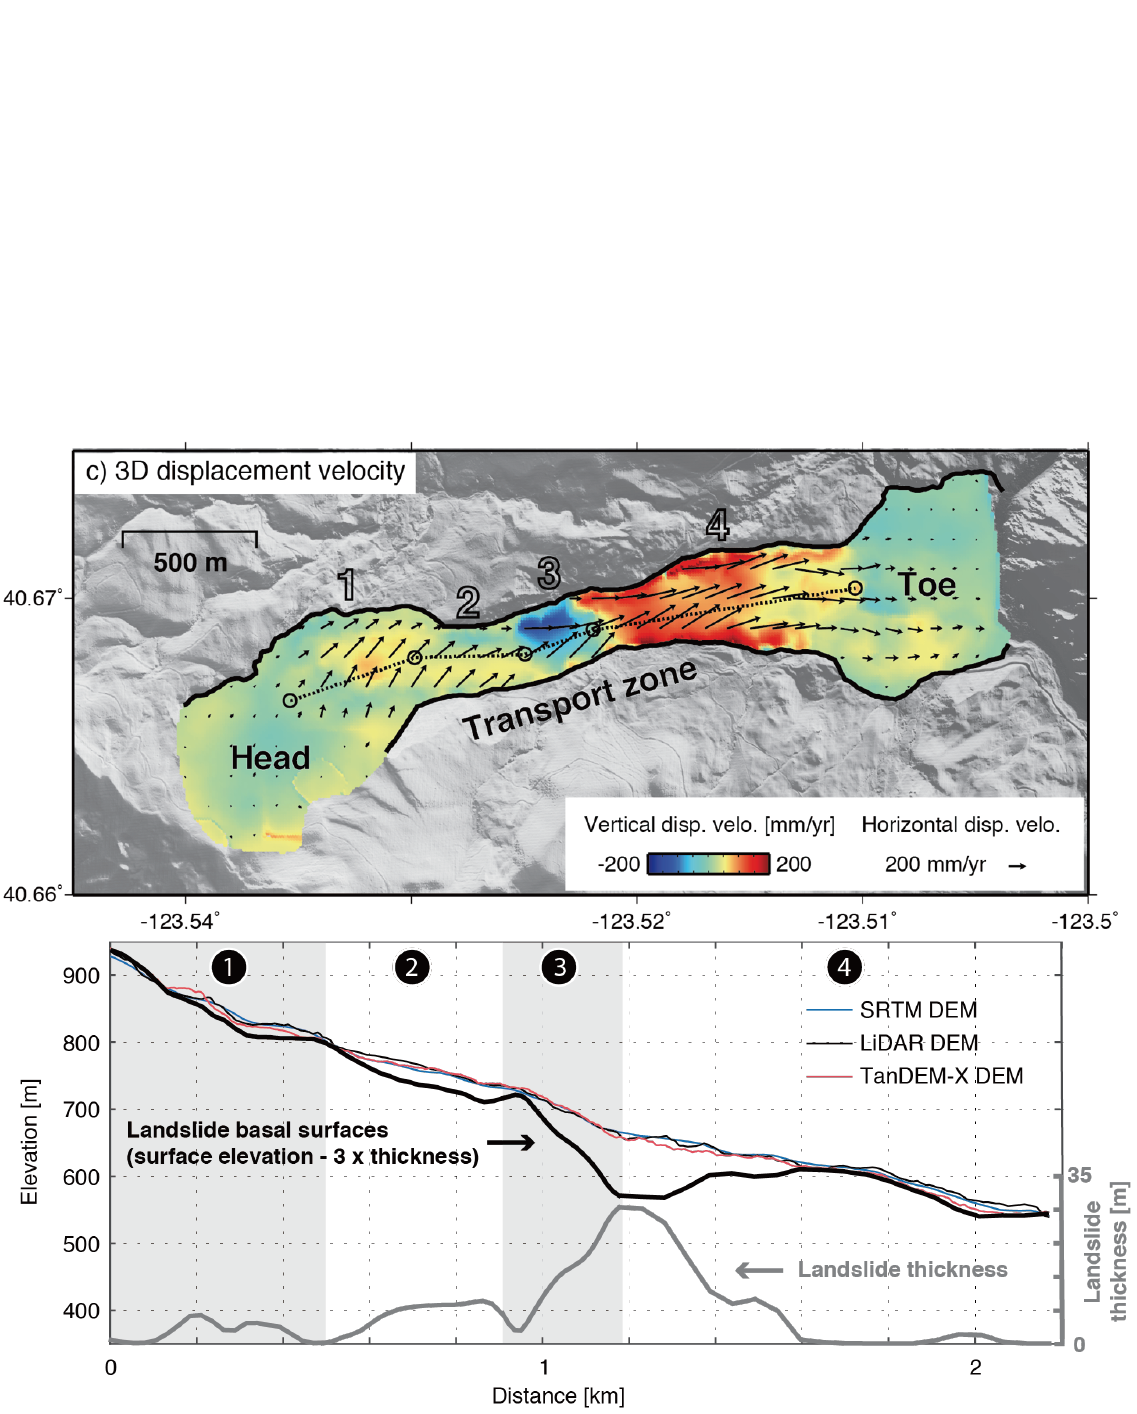 c) 3D displacement velocity
500 m
1
2
3
4
40.67°
Toe
Transport zone
Head
Vertical disp. velo. [mm/yr]
Horizontal disp. velo.
-200
200
200 mm/yr
40.66°
-123.54°
-123.52°
-123.51°
-123.5°
1
2
3
4
900
800
700
600
500
400
Elevation [m]
SRTM DEM
LiDAR DEM
TanDEM-X DEM
Landslide basal surfaces
(surface elevation - 3 x thickness)
Landslide thickness
35
0
Landslide
thickness [m]
0
1
2
Distance [km]